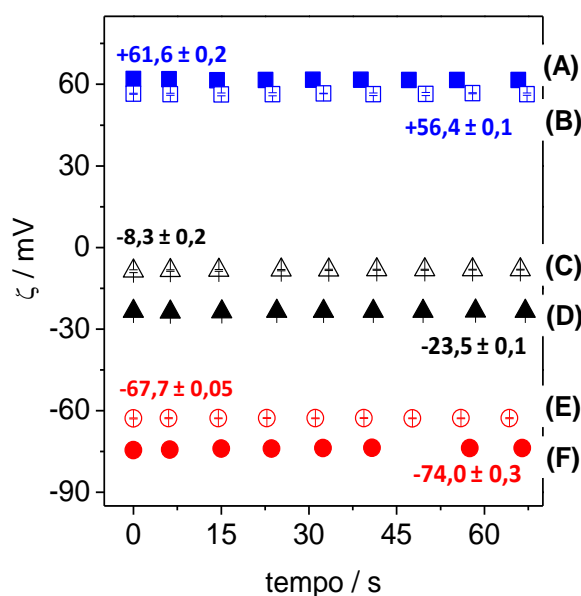 +61,6 ± 0,2
(A)
60
+56,4 ± 0,1
(B)
30
-8,3 ± 0,2
0
(C)
ζ / mV
-30
-23,5 ± 0,1
(D)
-67,7 ± 0,05
-60
(E)
-74,0 ± 0,3
(F)
-90
0 15 30 45 60
tempo / s